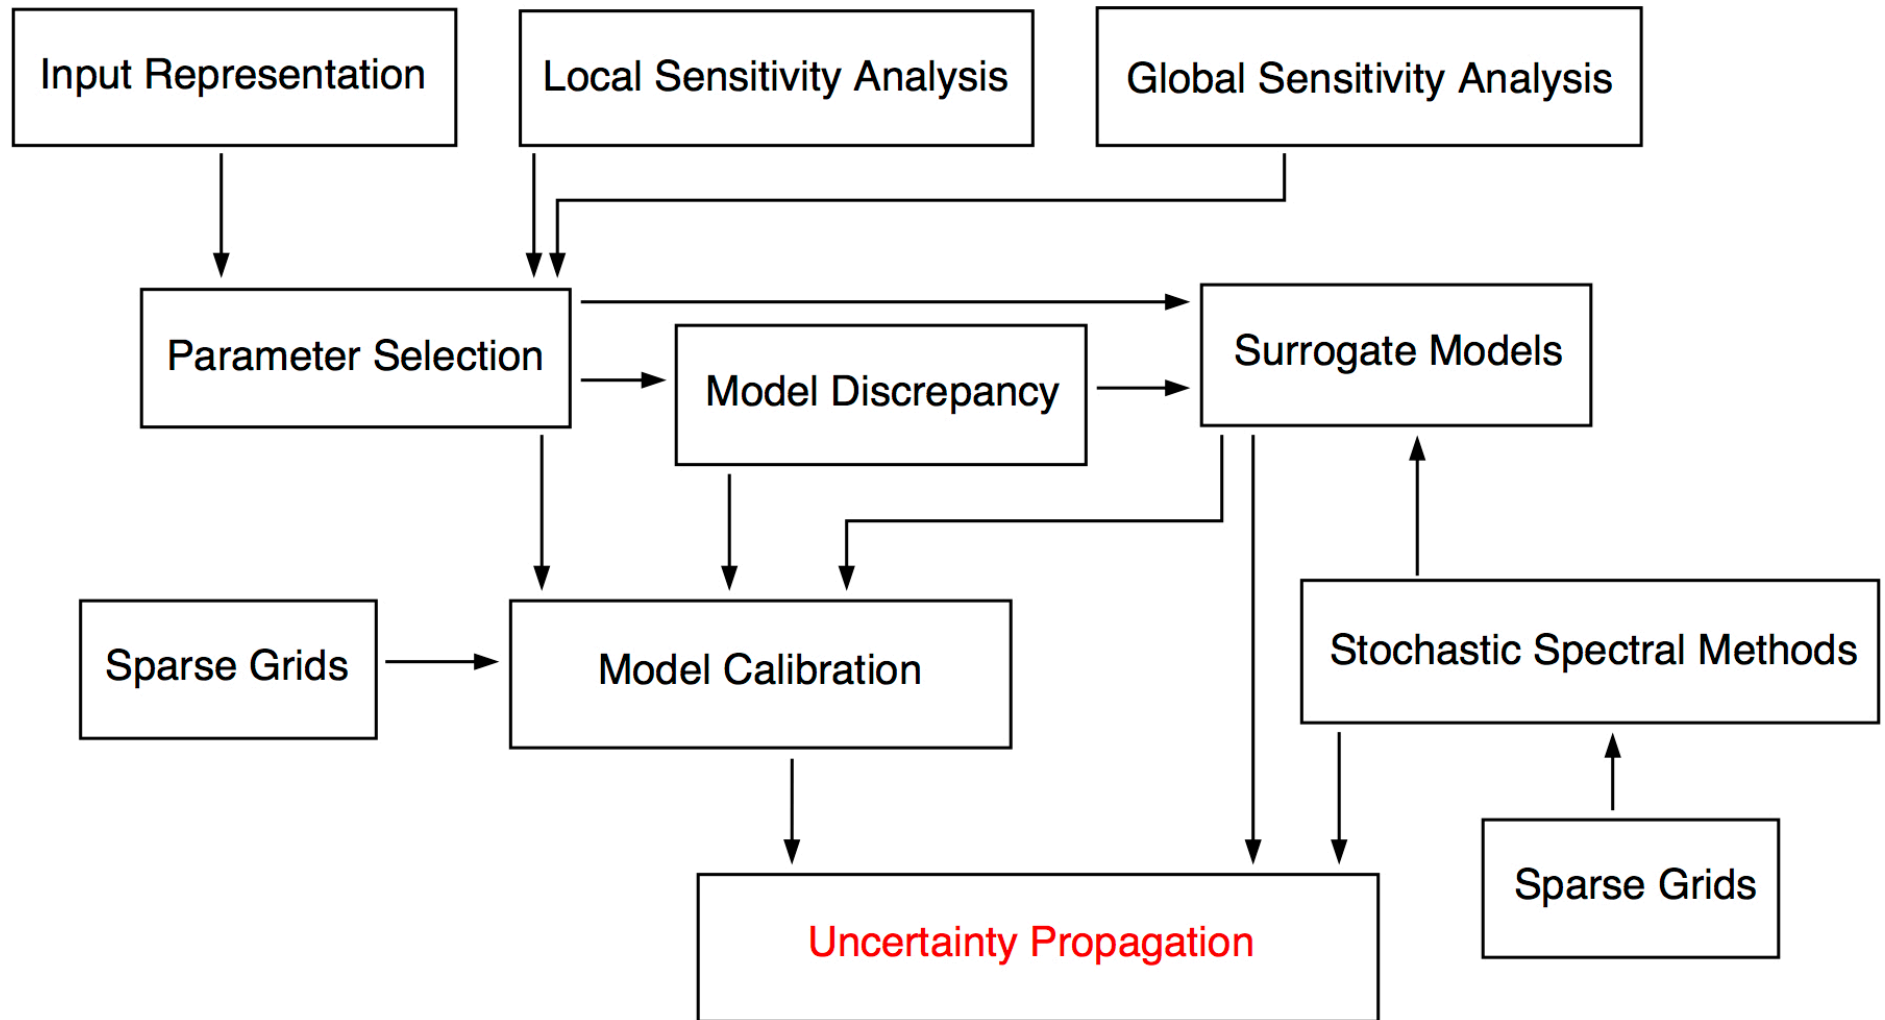 Input Representation
Local Sensitivity Analysis
Global Sensitivity Analysis
Parameter Selection
Model Discrepancy
Surrogate Models
Sparse Grids
Model Calibration
Stochastic Spectral Methods
Sparse Grids
Uncertainty Propagation